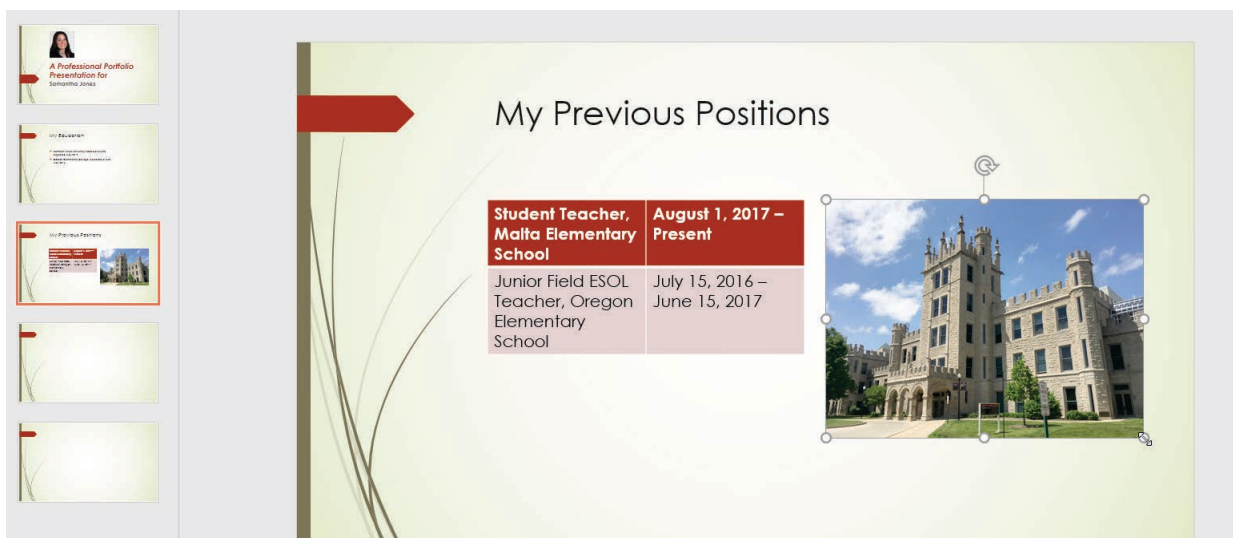 A Professional Portfolio
Presentation for
Samantha Jones
My Education
My Previous Positions
My Previous Positions
Student Teacher,
Malta Elementary
School
August 1, 2017 –
Present
Junior Field ESOL
Teacher, Oregon
Elementary
School
July 15, 2016 –
June 15, 2017